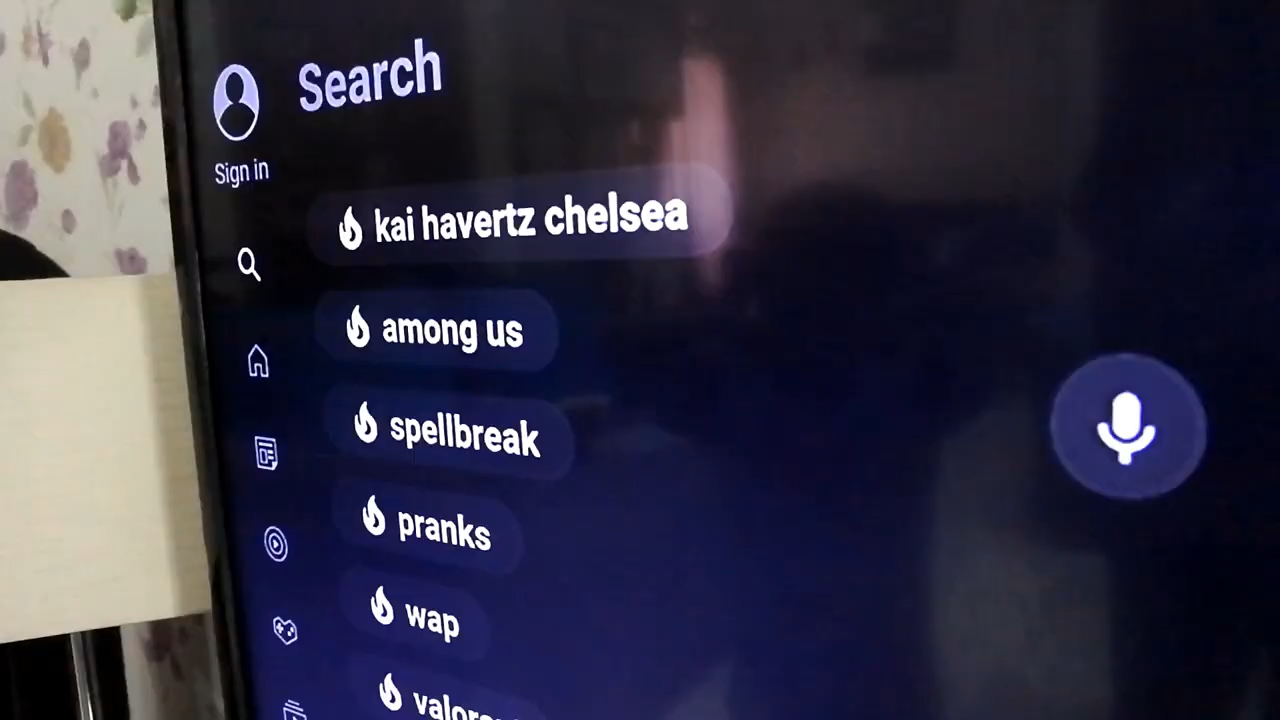 Search
Sign in
kai havertz chelsea
among us
spellbreak
pranks
wap